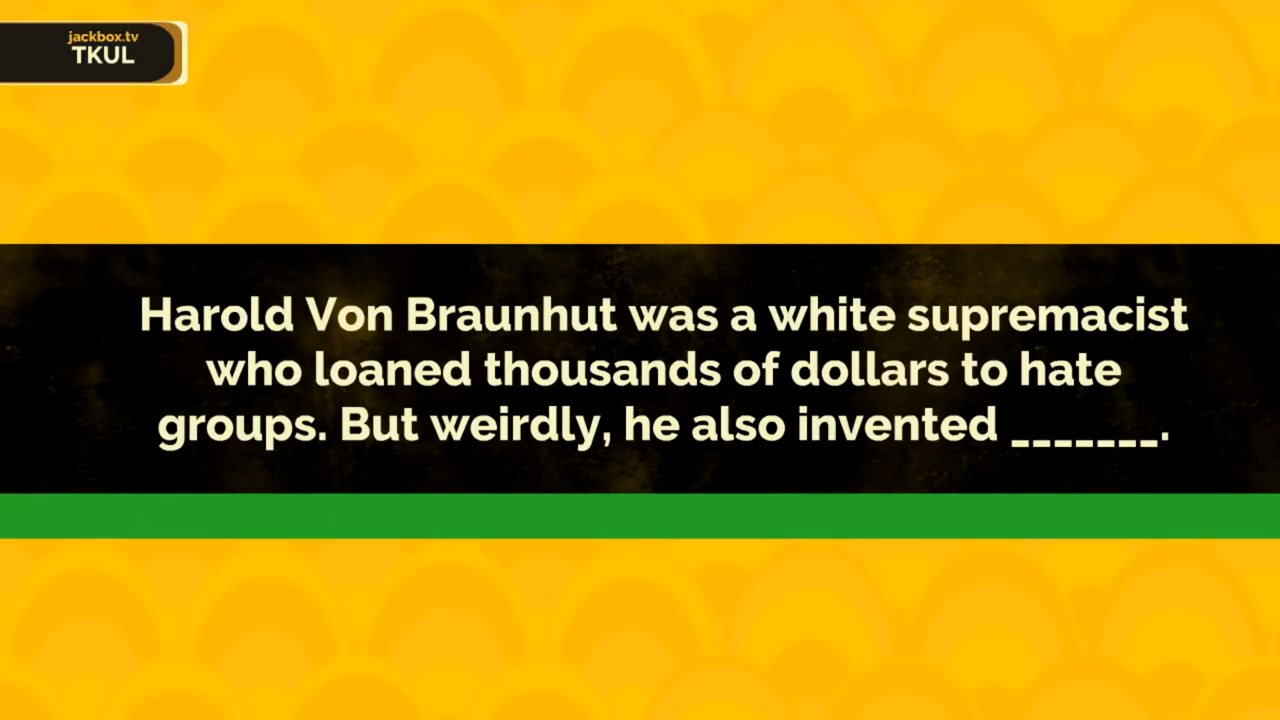 jackbox.tv
TKUL
Harold Von Braunhut was a white supremacist
who loaned thousands of dollars to hate
groups. But weirdly, he also invented _______.